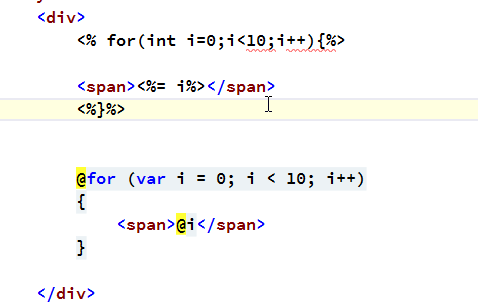 <div>
<% for(int i=0;i<10;i++){%>
<span><%= i%></span>
<%}%>
@for (var i = 0; i < 10; i++)
{
<span>@i</span>
}
</div>